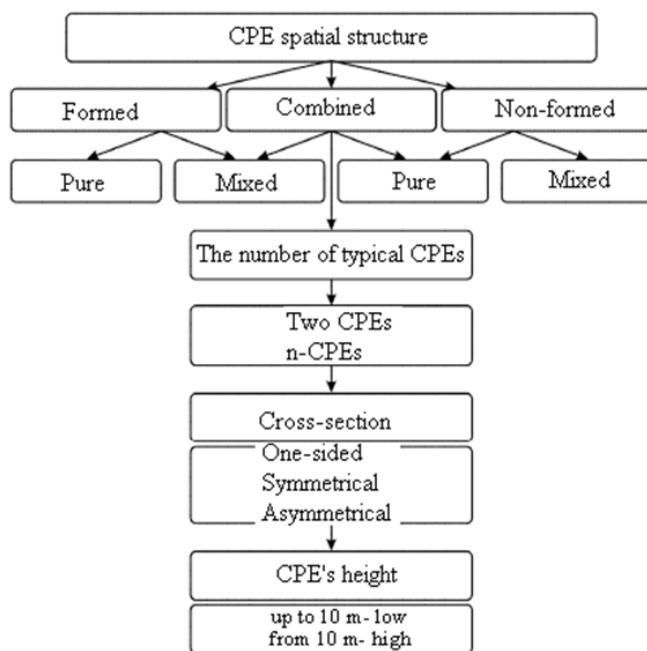 CPE spatial structure
Formed
Combined
Non-formed
Pure
Mixed
Pure
Mixed
The number of typical CPEs
Two CPEs
n-CPEs
Cross-section
One-sided
Symmetrical
Asymmetrical
CPE's height
up to 10 m- low
from 10 m- high